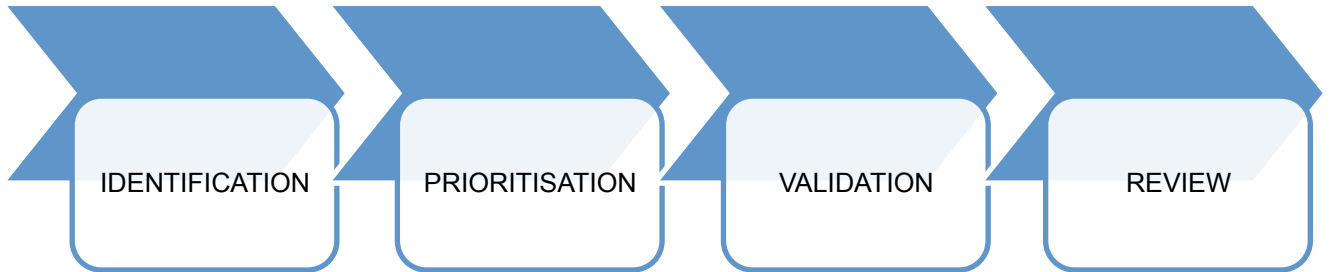 IDENTIFICATION
PRIORITISATION
VALIDATION
REVIEW